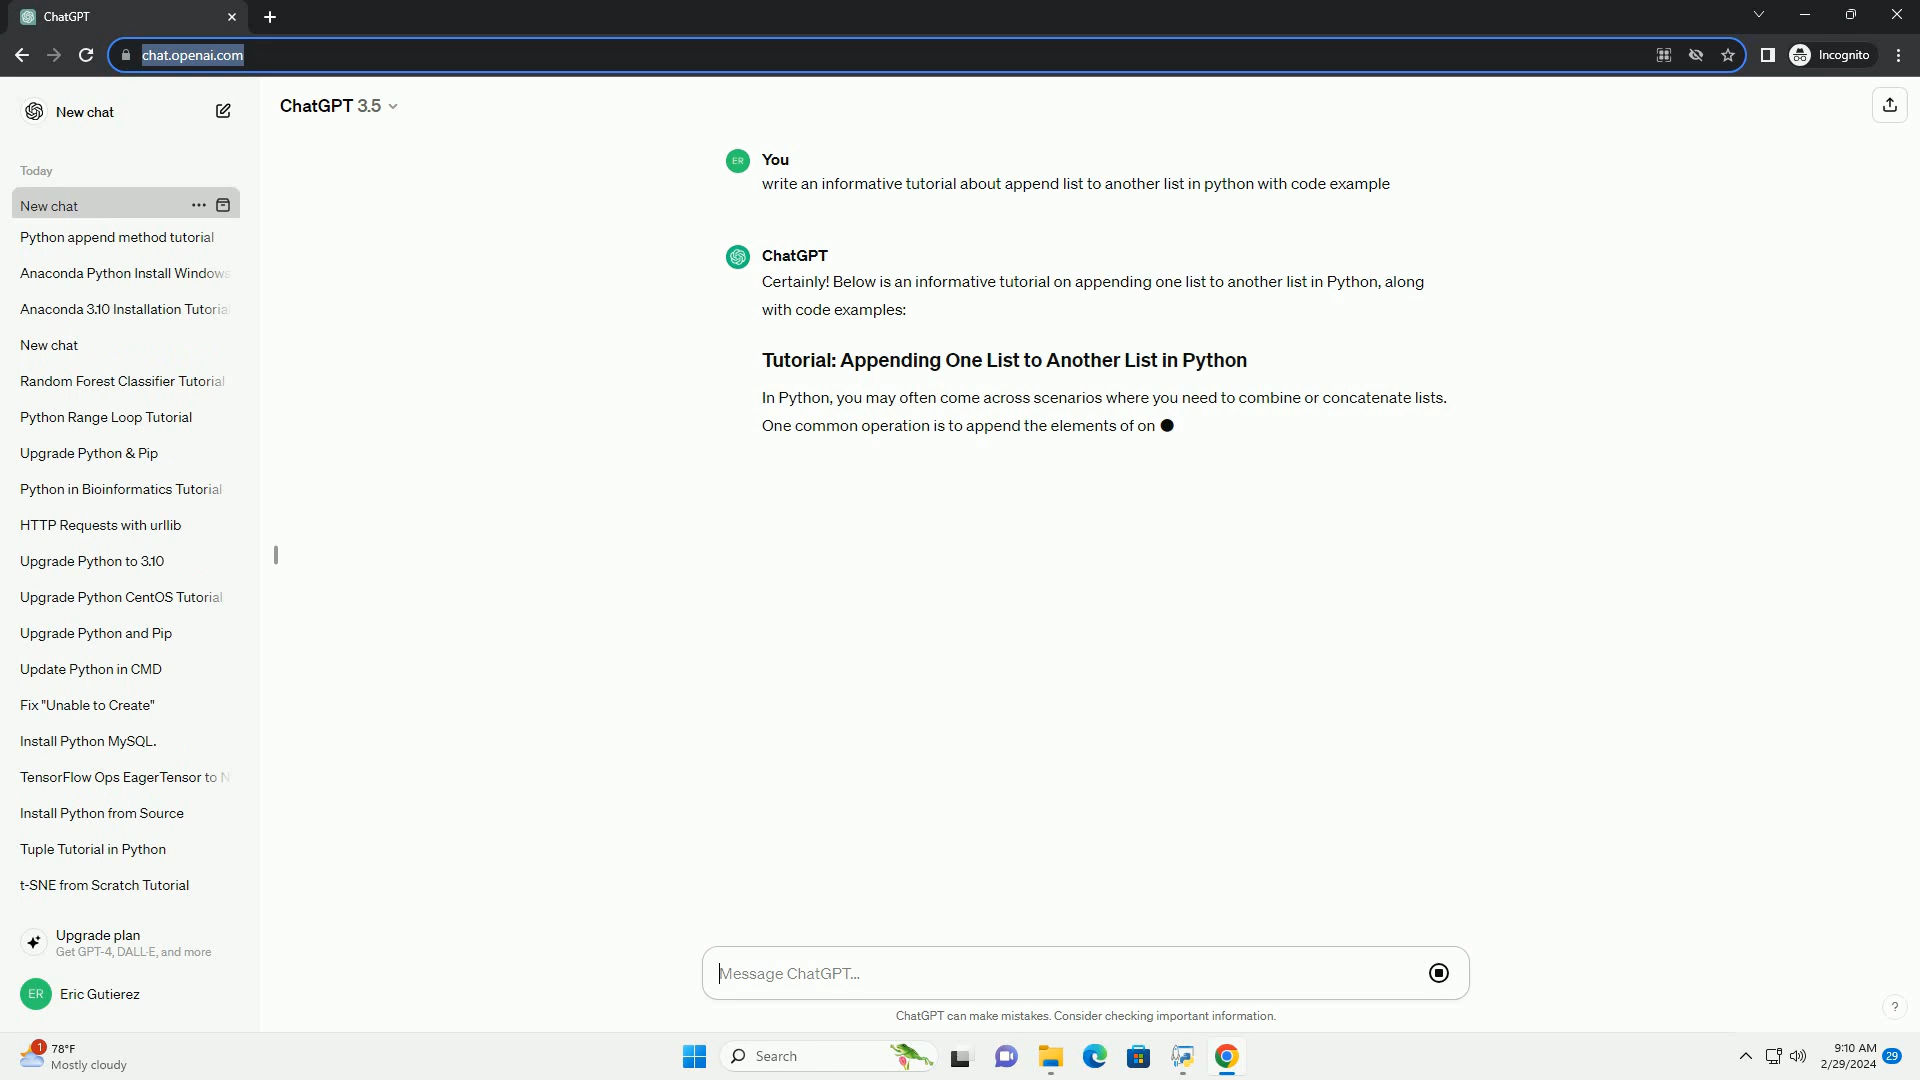 ChatGPT
chat.openai.com
Incognito
New chat
ChatGPT 3.5
Today
New chat
Python append method tutorial
Anaconda Python Install Windows
Anaconda 3.10 Installation Tutorial
New chat
Random Forest Classifier Tutorial
Python Range Loop Tutorial
Upgrade Python & Pip
Python in Bioinformatics Tutorial
HTTP Requests with urllib
Upgrade Python to 3.10
Upgrade Python CentOS Tutorial
Upgrade Python and Pip
Update Python in CMD
Fix "Unable to Create"
Install Python MySQL.
TensorFlow Ops EagerTensor to N
Install Python from Source
Tuple Tutorial in Python
t-SNE from Scratch Tutorial
Upgrade plan
Get GPT-4, DALL·E, and more
ER
Eric Gutierez
ER
You
write an informative tutorial about append list to another list in python with code example
ChatGPT
Certainly! Below is an informative tutorial on appending one list to another list in Python, along
with code examples:
Tutorial: Appending One List to Another List in Python
In Python, you may often come across scenarios where you need to combine or concatenate lists.
One common operation is to append the elements of on
Message ChatGPT...
ChatGPT can make mistakes. Consider checking important information.
?
1
78°F
Mostly cloudy
Search
9:10 AM
2/29/2024
29